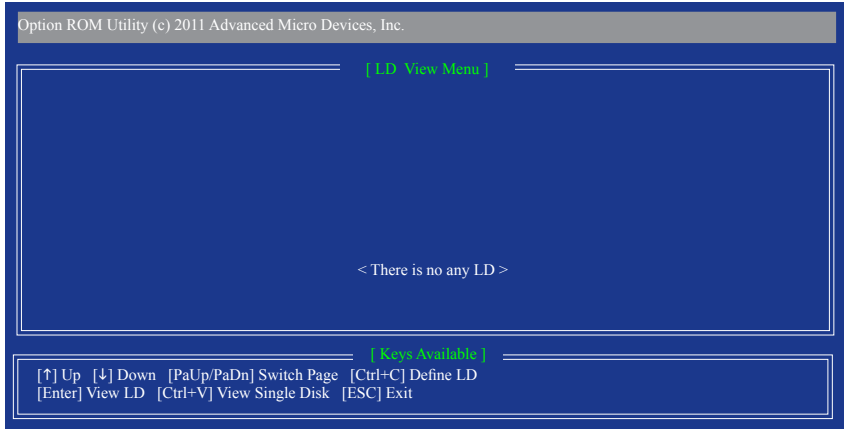 Option ROM Utility (c) 2011 Advanced Micro Devices, Inc.
[ LD View Menu ]
< There is no any LD >
[ Keys Available ]
[↑] Up [↓] Down [PaUp/PaDn] Switch Page [Ctrl+C] Define LD
[Enter] View LD [Ctrl+V] View Single Disk [ESC] Exit